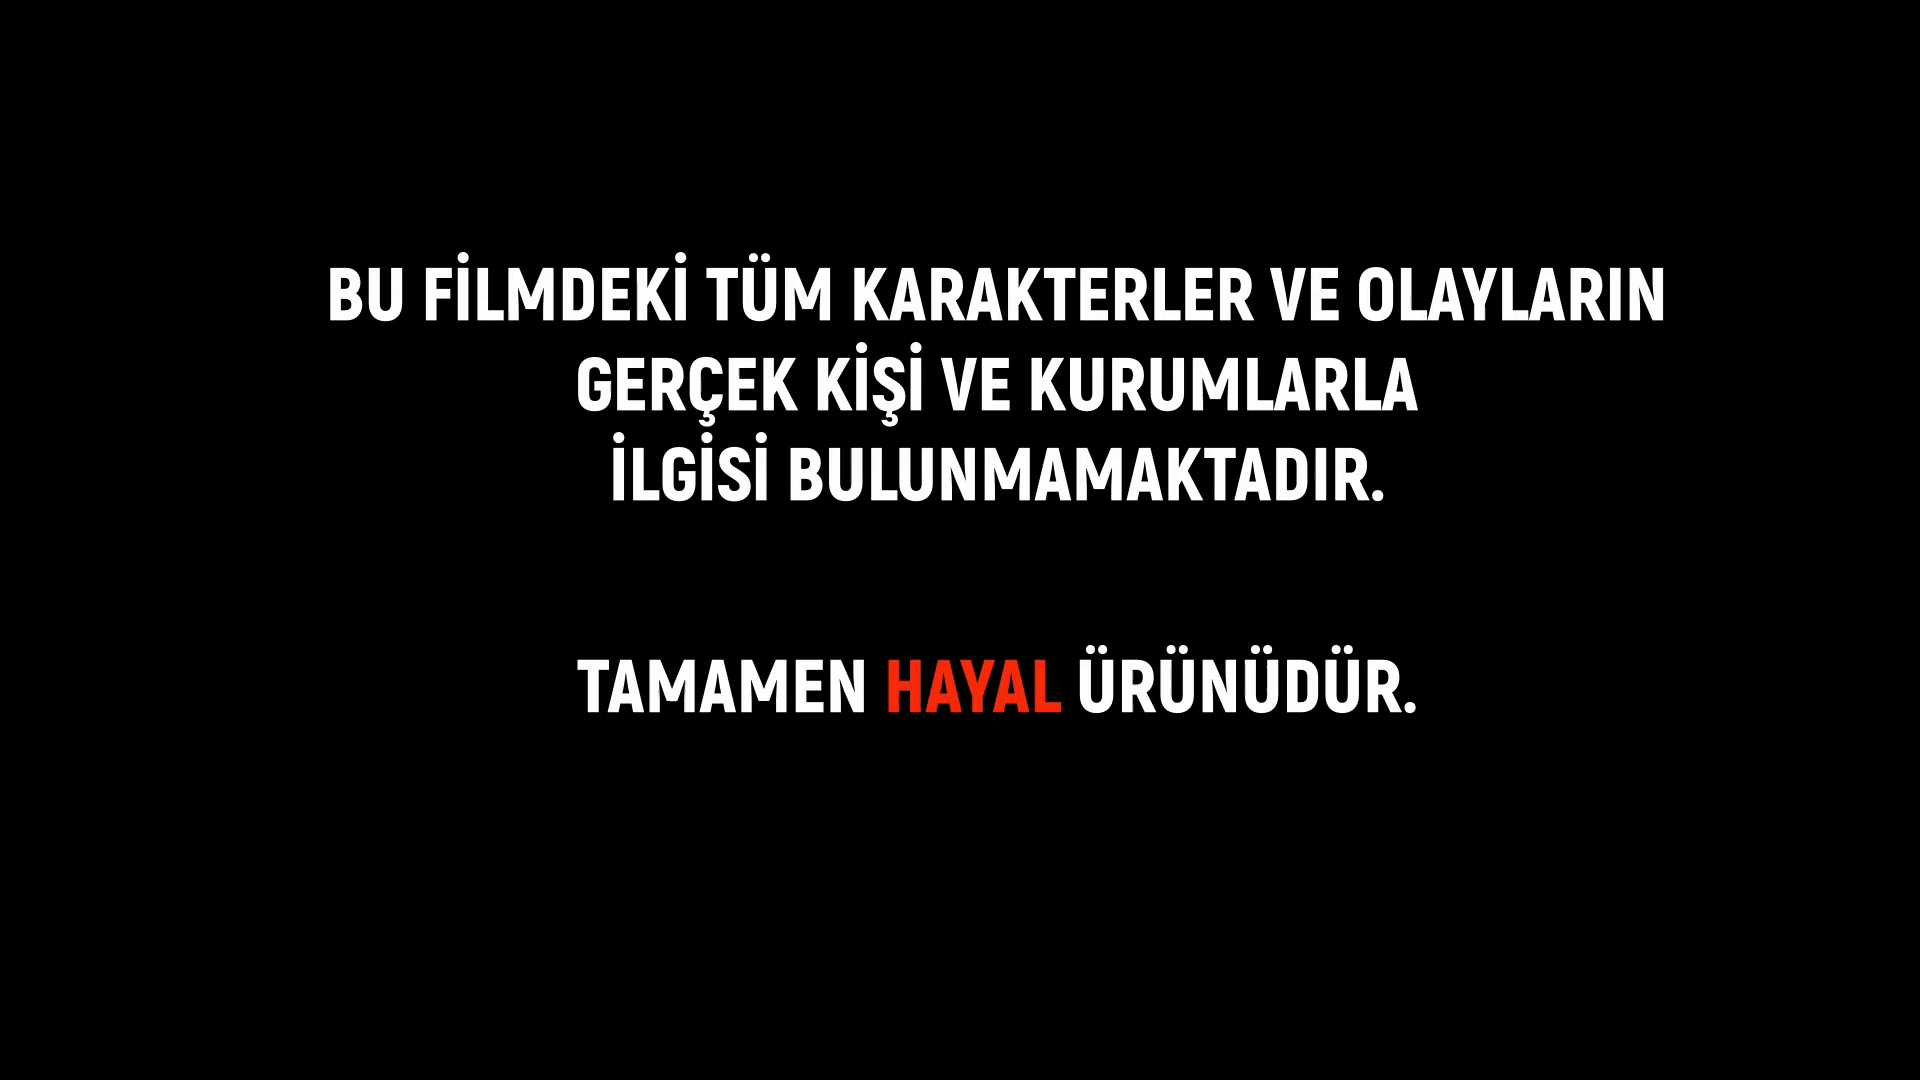 BU FİLMDEKİ TÜM KARAKTERLER VE OLAYLARIN
GERÇEK KİŞİ VE KURUMLARLA
İLGİSİ BULUNMAMAKTADIR.
TAMAMEN HAYAL ÜRÜNÜDÜR.